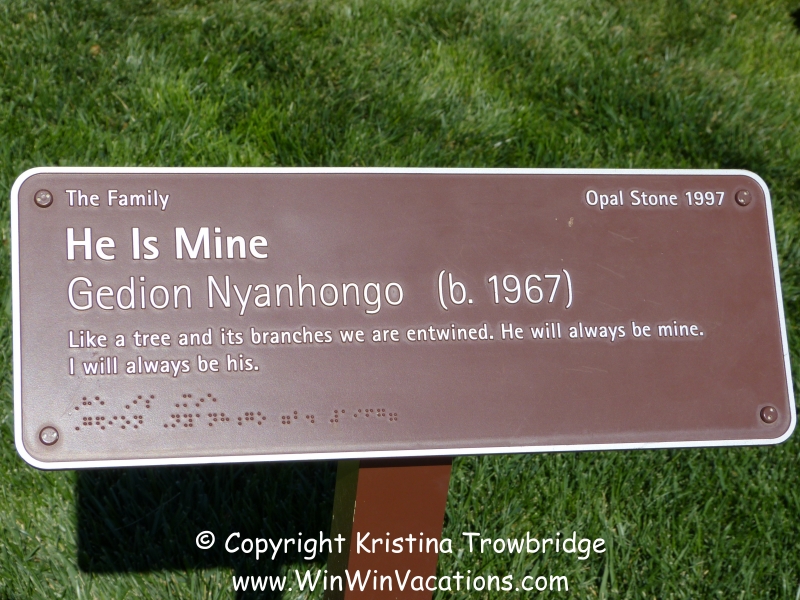 The Family
Opal Stone 1997
He Is Mine
Gedion Nyanhongo (b. 1967)
Like a tree and its branches we are entwined. He will always be mine.
I will always be his.
© Copyright Kristina Trowbridge
www.WinWinVacations.com